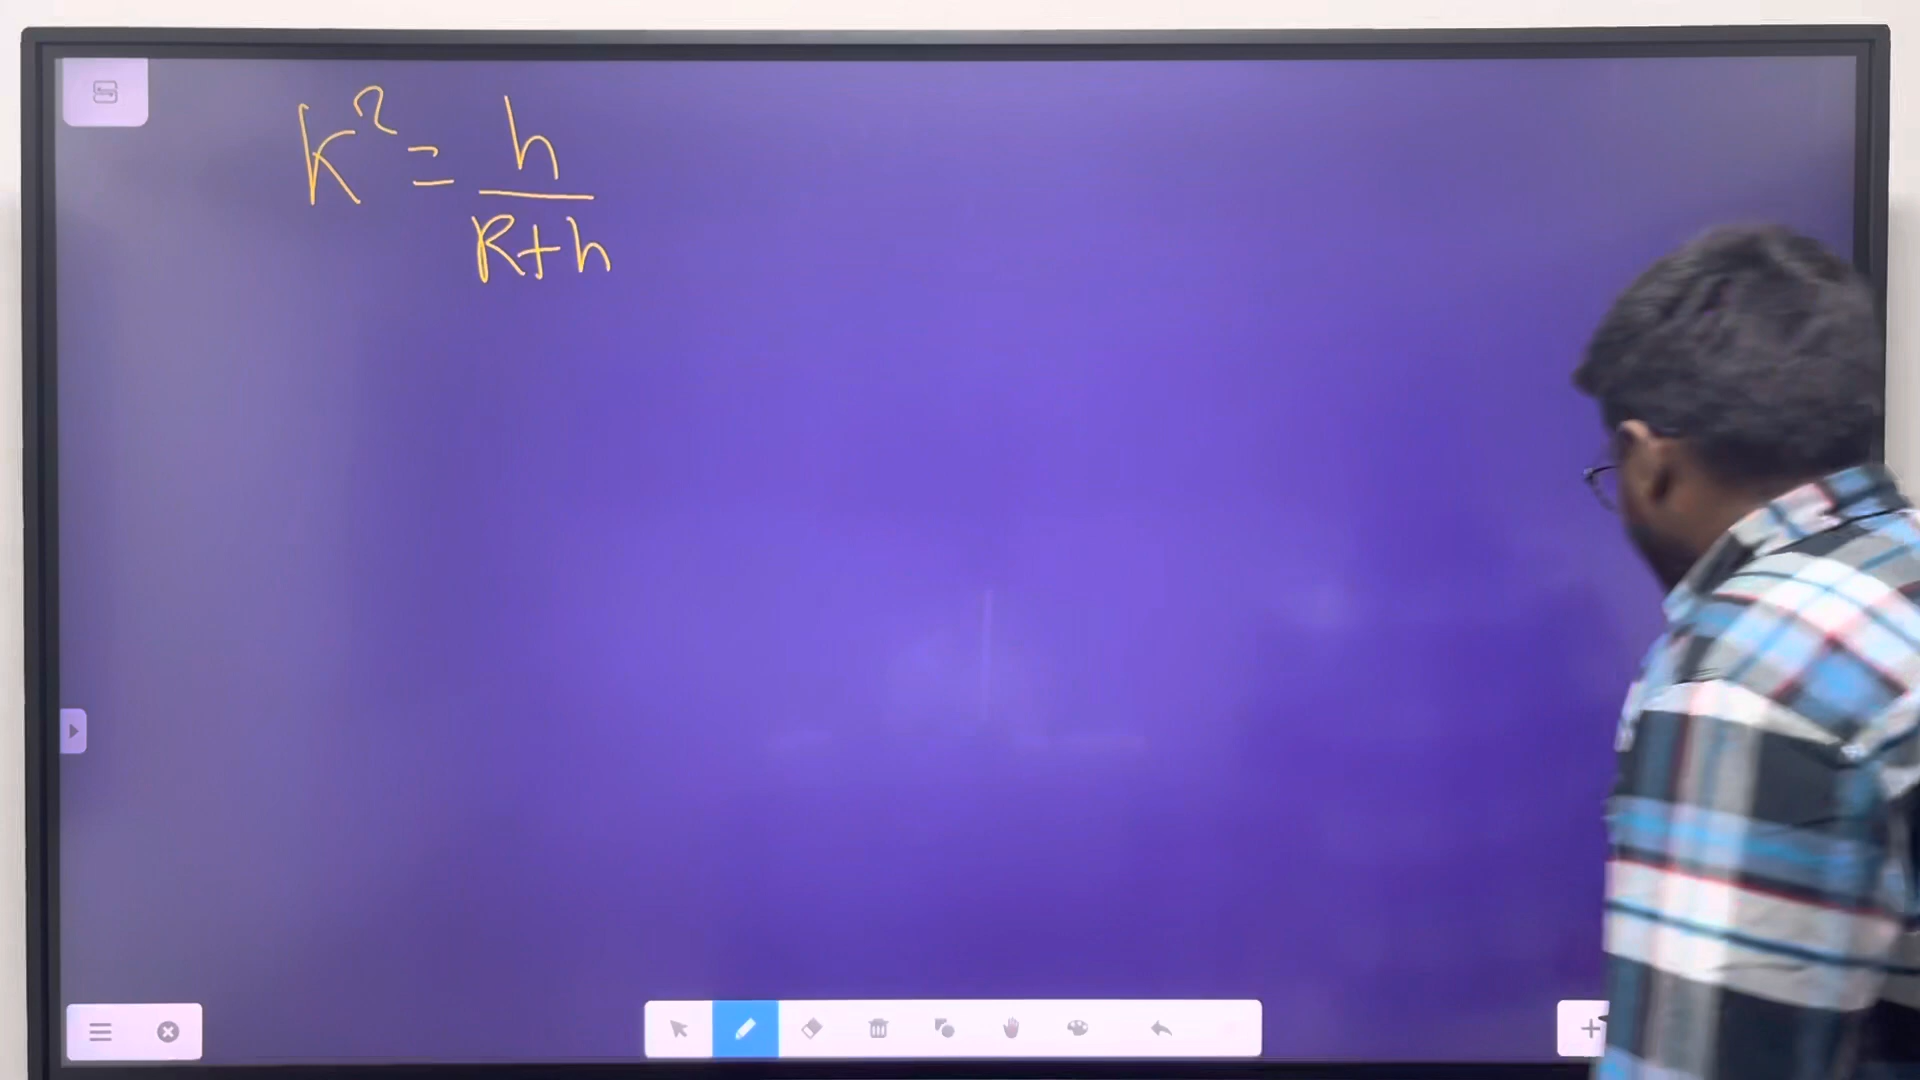 K² = h
R+h